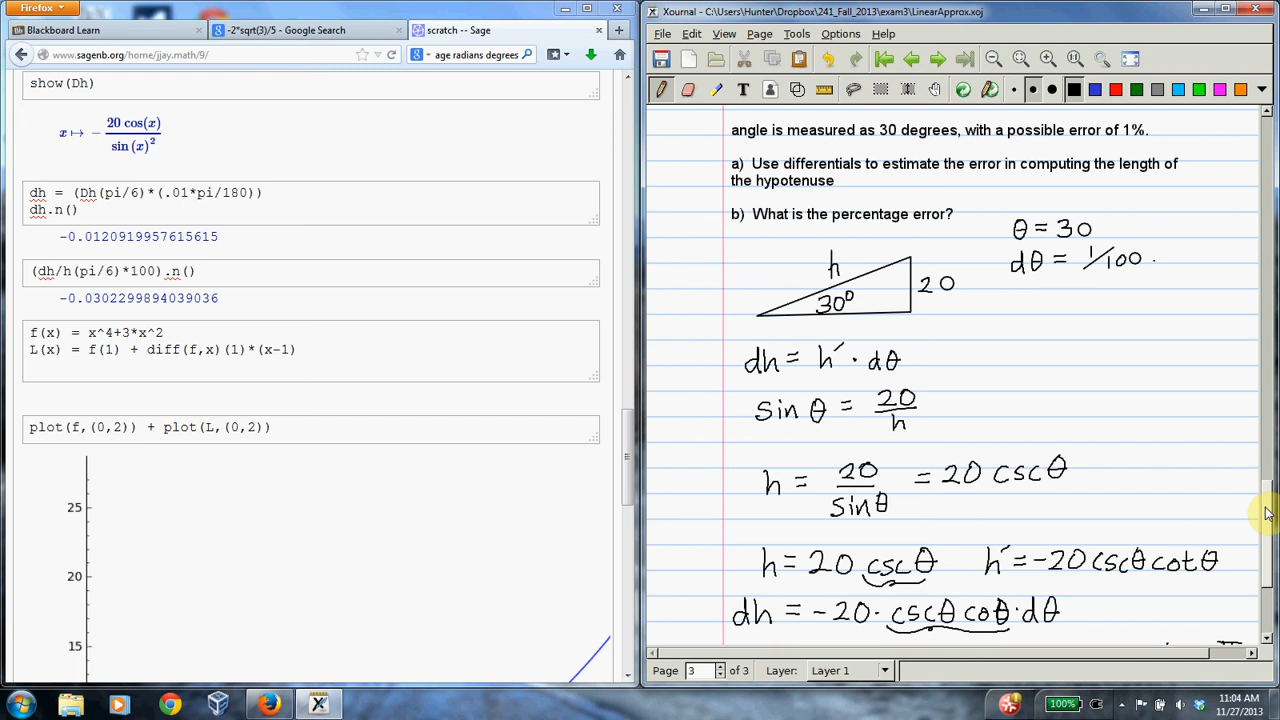 Firefox
Blackboard Learn
-2*sqrt(3)/5 - Google Search
scratch -- Sage
www.sagenb.org/home/jjay.math/9/
age radians degrees
show(Dh)
x ↦ - 20 cos(x) / sin(x)^2
dh = (Dh(pi/6)*(.01*pi/180))
dh.n()
-0.0120919957615615
(dh/h(pi/6)*100).n()
-0.0302299894039036
f(x) = x^4+3*x^2
L(x) = f(1) + diff(f,x)(1)*(x-1)
plot(f,(0,2)) + plot(L,(0,2))
25
20
15
Xournal - C:\Users\Hunter\Dropbox\241_Fall_2013\exam3\LinearApprox.xoj
File Edit View Page Tools Options Help
angle is measured as 30 degrees, with a possible error of 1%.
a) Use differentials to estimate the error in computing the length of
the hypotenuse
b) What is the percentage error?
θ = 30
dθ = 1/100 .
h
20
30°
dh = h′ · dθ
sin θ = 20 / h
h = 20 / sin θ = 20 csc θ
h = 20 csc θ h′ = -20 csc θ cot θ
dh = -20 · csc θ cot θ · dθ
Page 3 of 3 Layer: Layer 1
100%
11:04 AM
11/27/2013